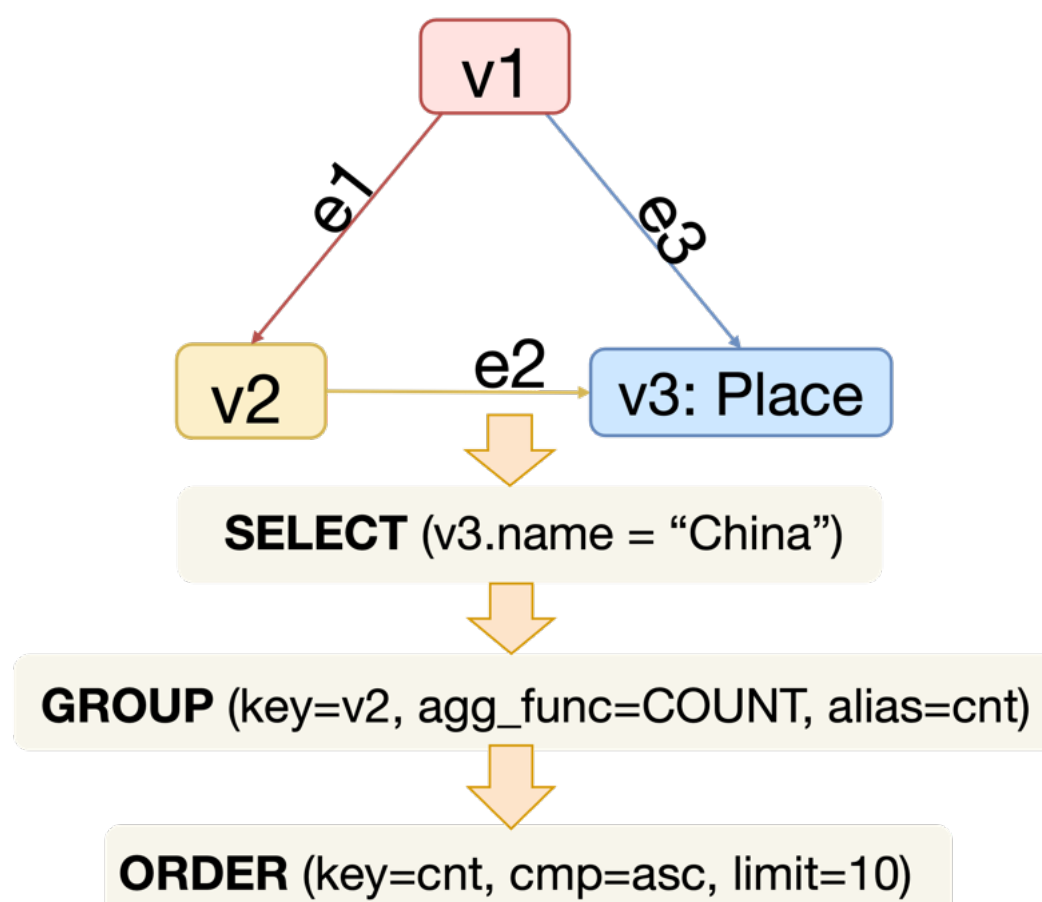 v1
e1
e3
e2
v2
v3: Place
SELECT (v3.name = “China”)
GROUP (key=v2, agg_func=COUNT, alias=cnt)
ORDER (key=cnt, cmp=asc, limit=10)